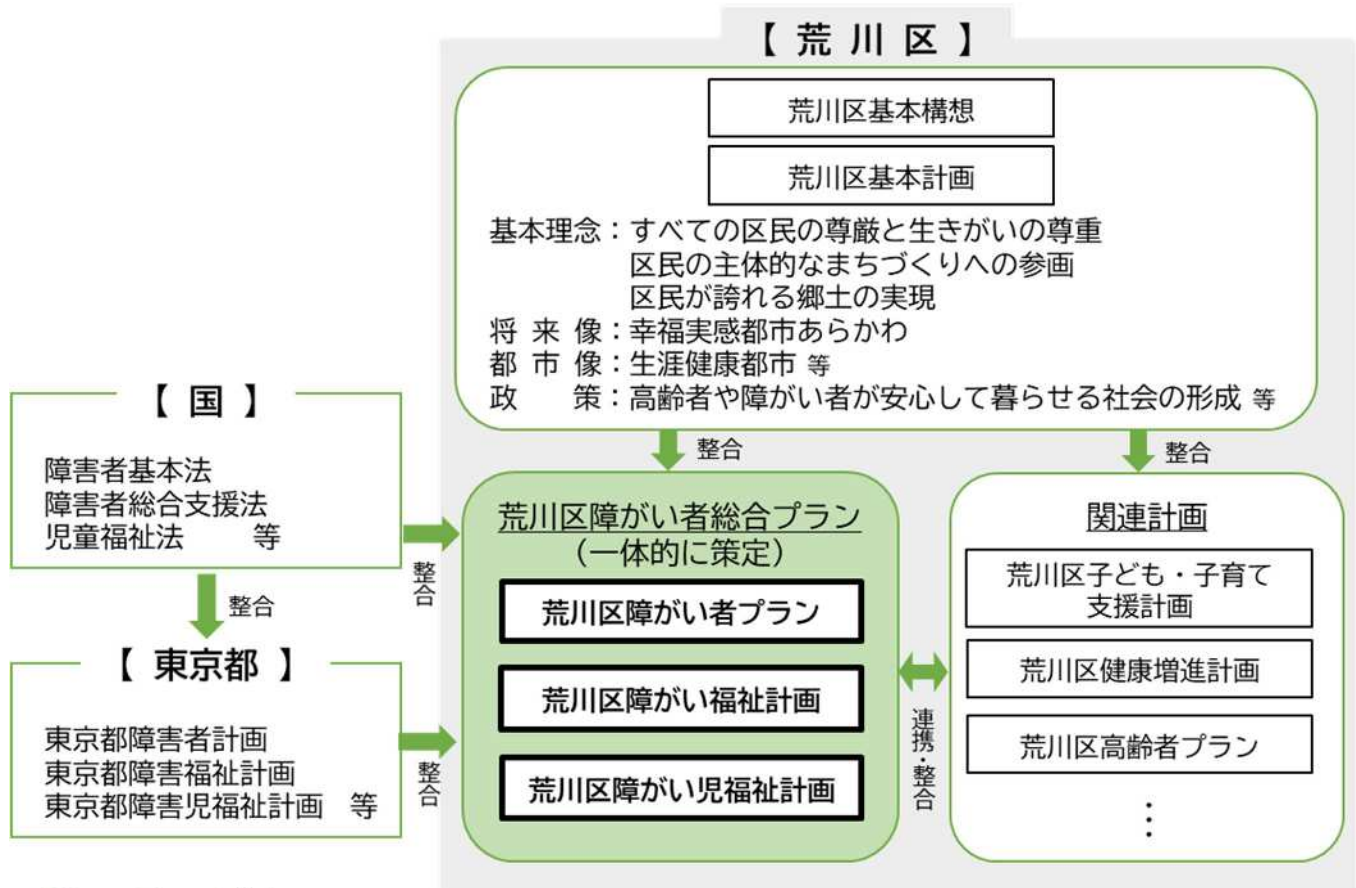 【 荒 川 区 】
荒川区基本構想
荒川区基本計画
基本理念：すべての区民の尊厳と生きがいの尊重
区民の主体的なまちづくりへの参画
区民が誇れる郷土の実現
将 来 像：幸福実感都市あらかわ
都 市 像：生涯健康都市 等
政　　策：高齢者や障がい者が安心して暮らせる社会の形成 等
整合
整合
【 国 】
障害者基本法
障害者総合支援法
児童福祉法　　等
整合
整合
【 東京都 】
東京都障害者計画
東京都障害福祉計画
東京都障害児福祉計画　等
整合
荒川区障がい者総合プラン
（一体的に策定）
荒川区障がい者プラン
荒川区障がい福祉計画
荒川区障がい児福祉計画
連携・整合
関連計画
荒川区子ども・子育て
支援計画
荒川区健康増進計画
荒川区高齢者プラン
⋮